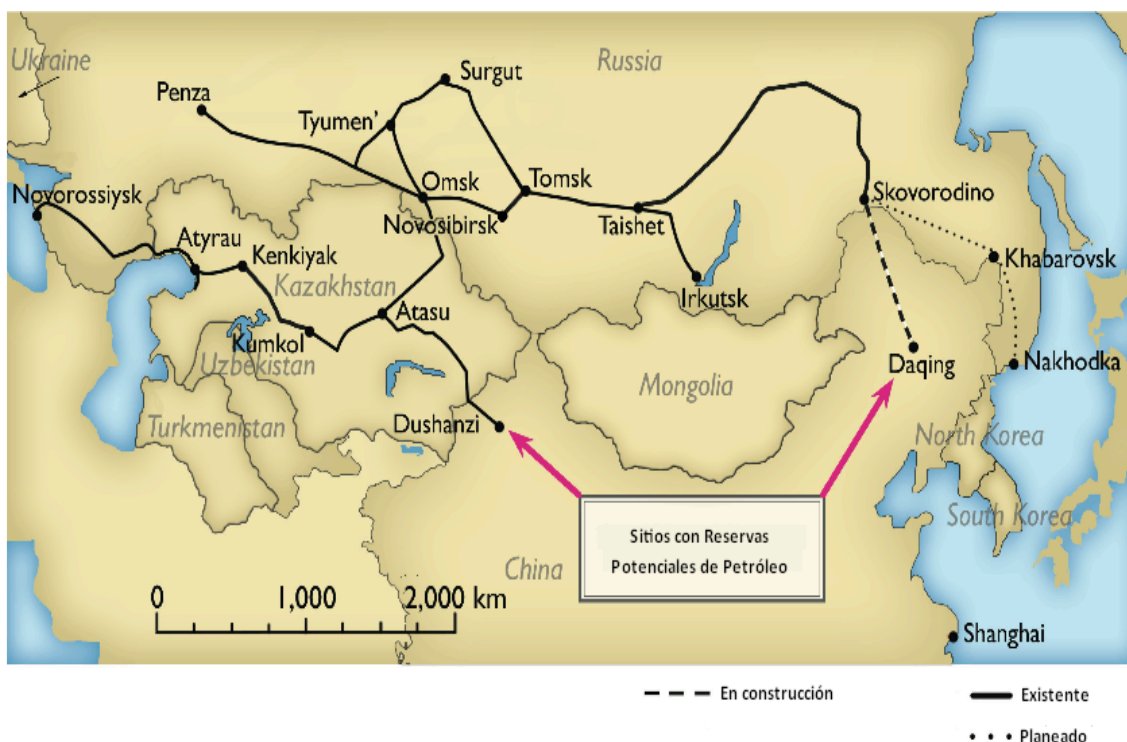 Ukraine
Russia
Surgut
Penza
Tyumen'
Omsk
Tomsk
Skovorodino
Novorossiysk
Novosibirsk
Taishet
Atyrau
Kenkiyak
Khabarovsk
Kazakhstan
Irkutsk
Atasu
Kumkol
Uzbekistan
Daqing
Nakhodka
Mongolia
Turkmenistan
Dushanzi
North Korea
South Korea
Sitios con Reservas
Potenciales de Petróleo
China
0 1,000 2,000 km
Shanghai
En construcción
Existente
Planeado